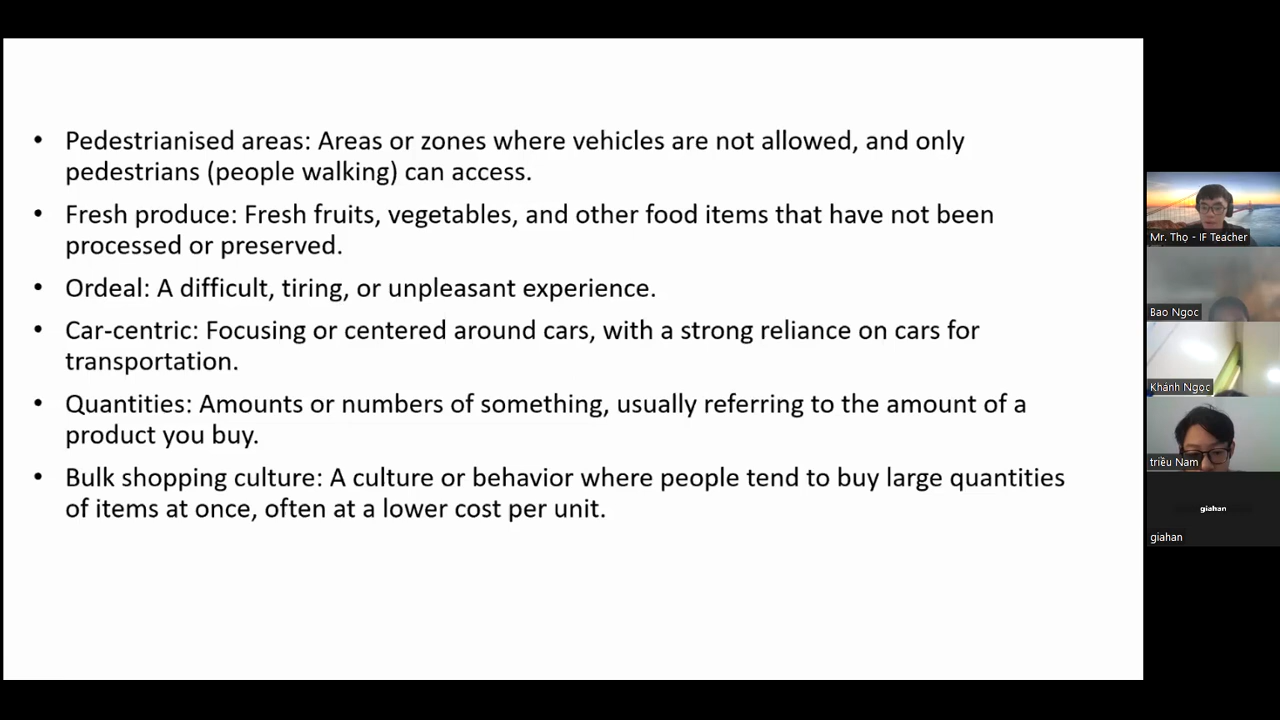 • Pedestrianised areas: Areas or zones where vehicles are not allowed, and only
pedestrians (people walking) can access.
• Fresh produce: Fresh fruits, vegetables, and other food items that have not been
processed or preserved.
• Ordeal: A difficult, tiring, or unpleasant experience.
• Car-centric: Focusing or centered around cars, with a strong reliance on cars for
transportation.
• Quantities: Amounts or numbers of something, usually referring to the amount of a
product you buy.
• Bulk shopping culture: A culture or behavior where people tend to buy large quantities
of items at once, often at a lower cost per unit.
Mr. Thọ - IF Teacher
Bao Ngoc
Khánh Ngọc
triều Nam
giahan
giahan